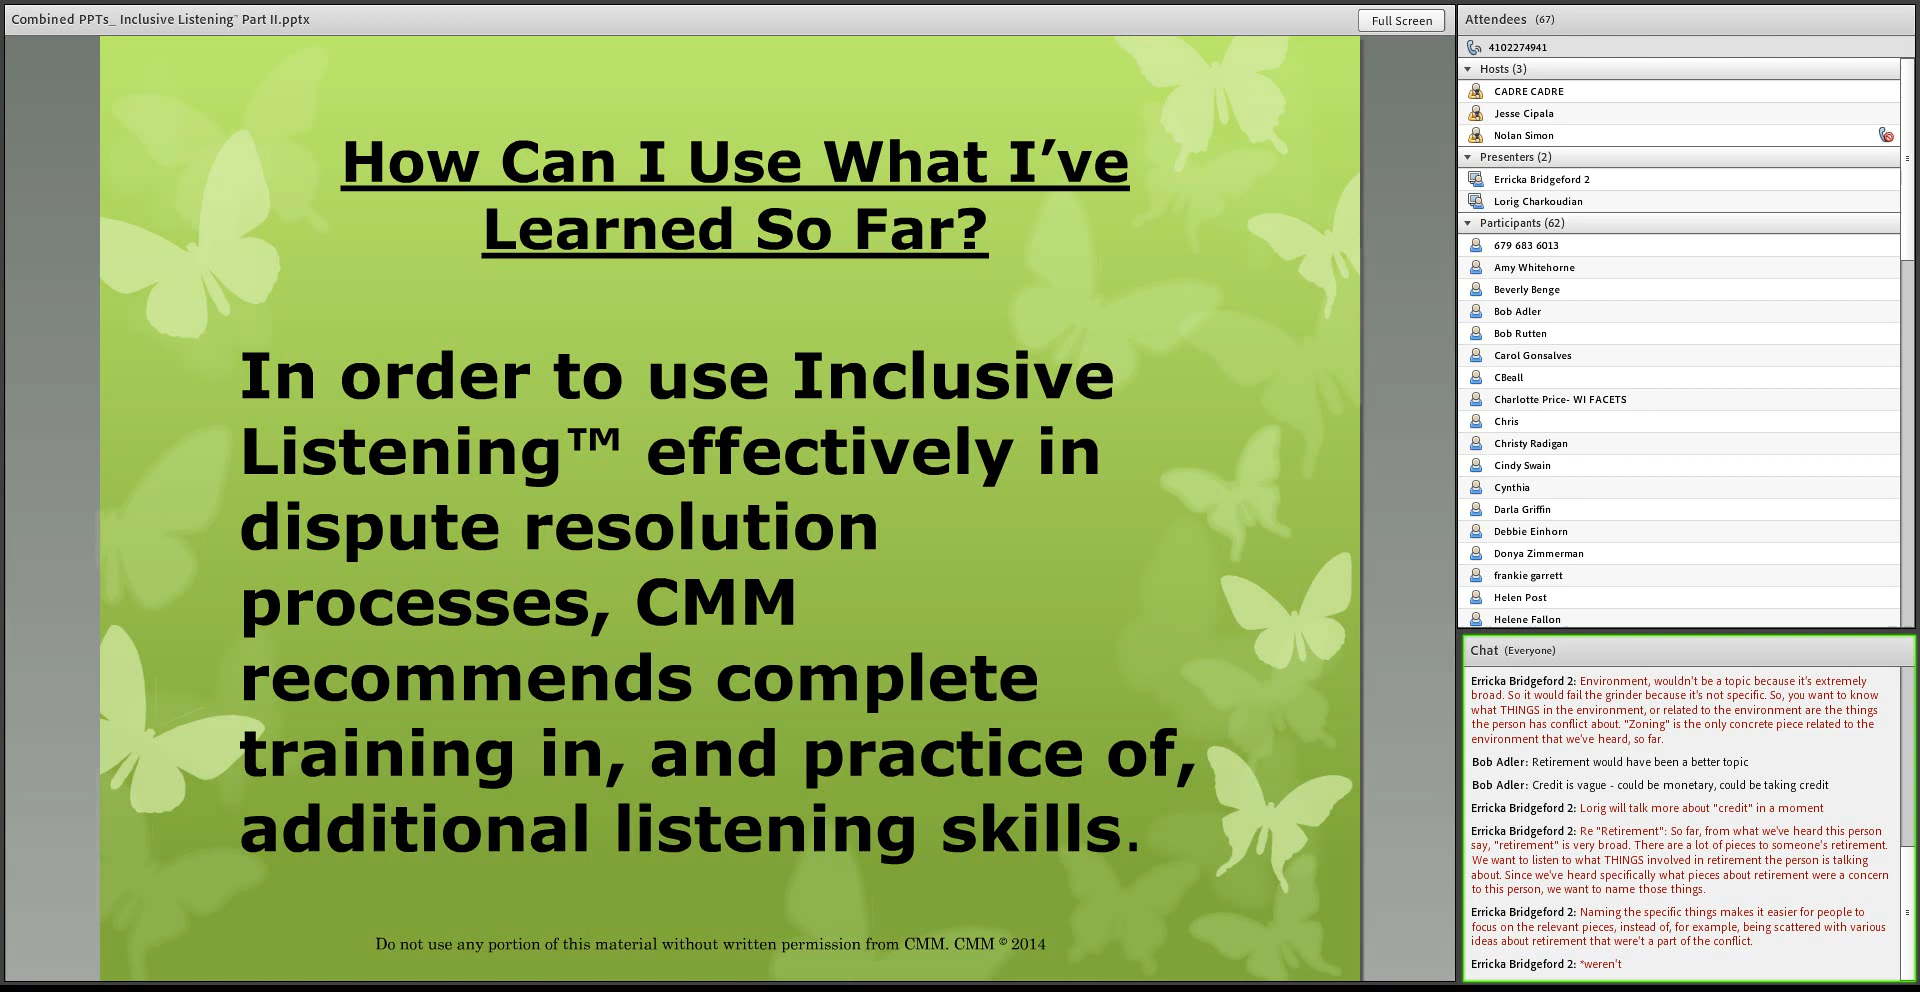 Combined PPTs_ Inclusive Listening™ Part II.pptx
Full Screen
How Can I Use What I’ve
Learned So Far?
In order to use Inclusive
Listening™ effectively in
dispute resolution
processes, CMM
recommends complete
training in, and practice of,
additional listening skills.
Do not use any portion of this material without written permission from CMM. CMM © 2014
Attendees (67)
4102274941
Hosts (3)
CADRE CADRE
Jesse Cipala
Nolan Simon
Presenters (2)
Erricka Bridgeford 2
Lorig Charkoudian
Participants (62)
679 683 6013
Amy Whitehorne
Beverly Benge
Bob Adler
Bob Rutten
Carol Gonsalves
CBeall
Charlotte Price- WI FACETS
Chris
Christy Radigan
Cindy Swain
Cynthia
Darla Griffin
Debbie Einhorn
Donya Zimmerman
frankie garrett
Helen Post
Helene Fallon
Chat (Everyone)
Erricka Bridgeford 2: Environment, wouldn't be a topic because it's extremely
broad. So it would fail the grinder because it's not specific. So, you want to know
what THINGS in the environment, or related to the environment are the things
the person has conflict about. "Zoning" is the only concrete piece related to the
environment that we've heard, so far.
Bob Adler: Retirement would have been a better topic
Bob Adler: Credit is vague - could be monetary, could be taking credit
Erricka Bridgeford 2: Lorig will talk more about "credit" in a moment
Erricka Bridgeford 2: Re "Retirement": So far, from what we've heard this person
say, "retirement" is very broad. There are a lot of pieces to someone's retirement.
We want to listen to what THINGS involved in retirement the person is talking
about. Since we've heard specifically what pieces about retirement were a concern
to this person, we want to name those things.
Erricka Bridgeford 2: Naming the specific things makes it easier for people to
focus on the relevant pieces, instead of, for example, being scattered with various
ideas about retirement that were't a part of the conflict.
Erricka Bridgeford 2: *weren't